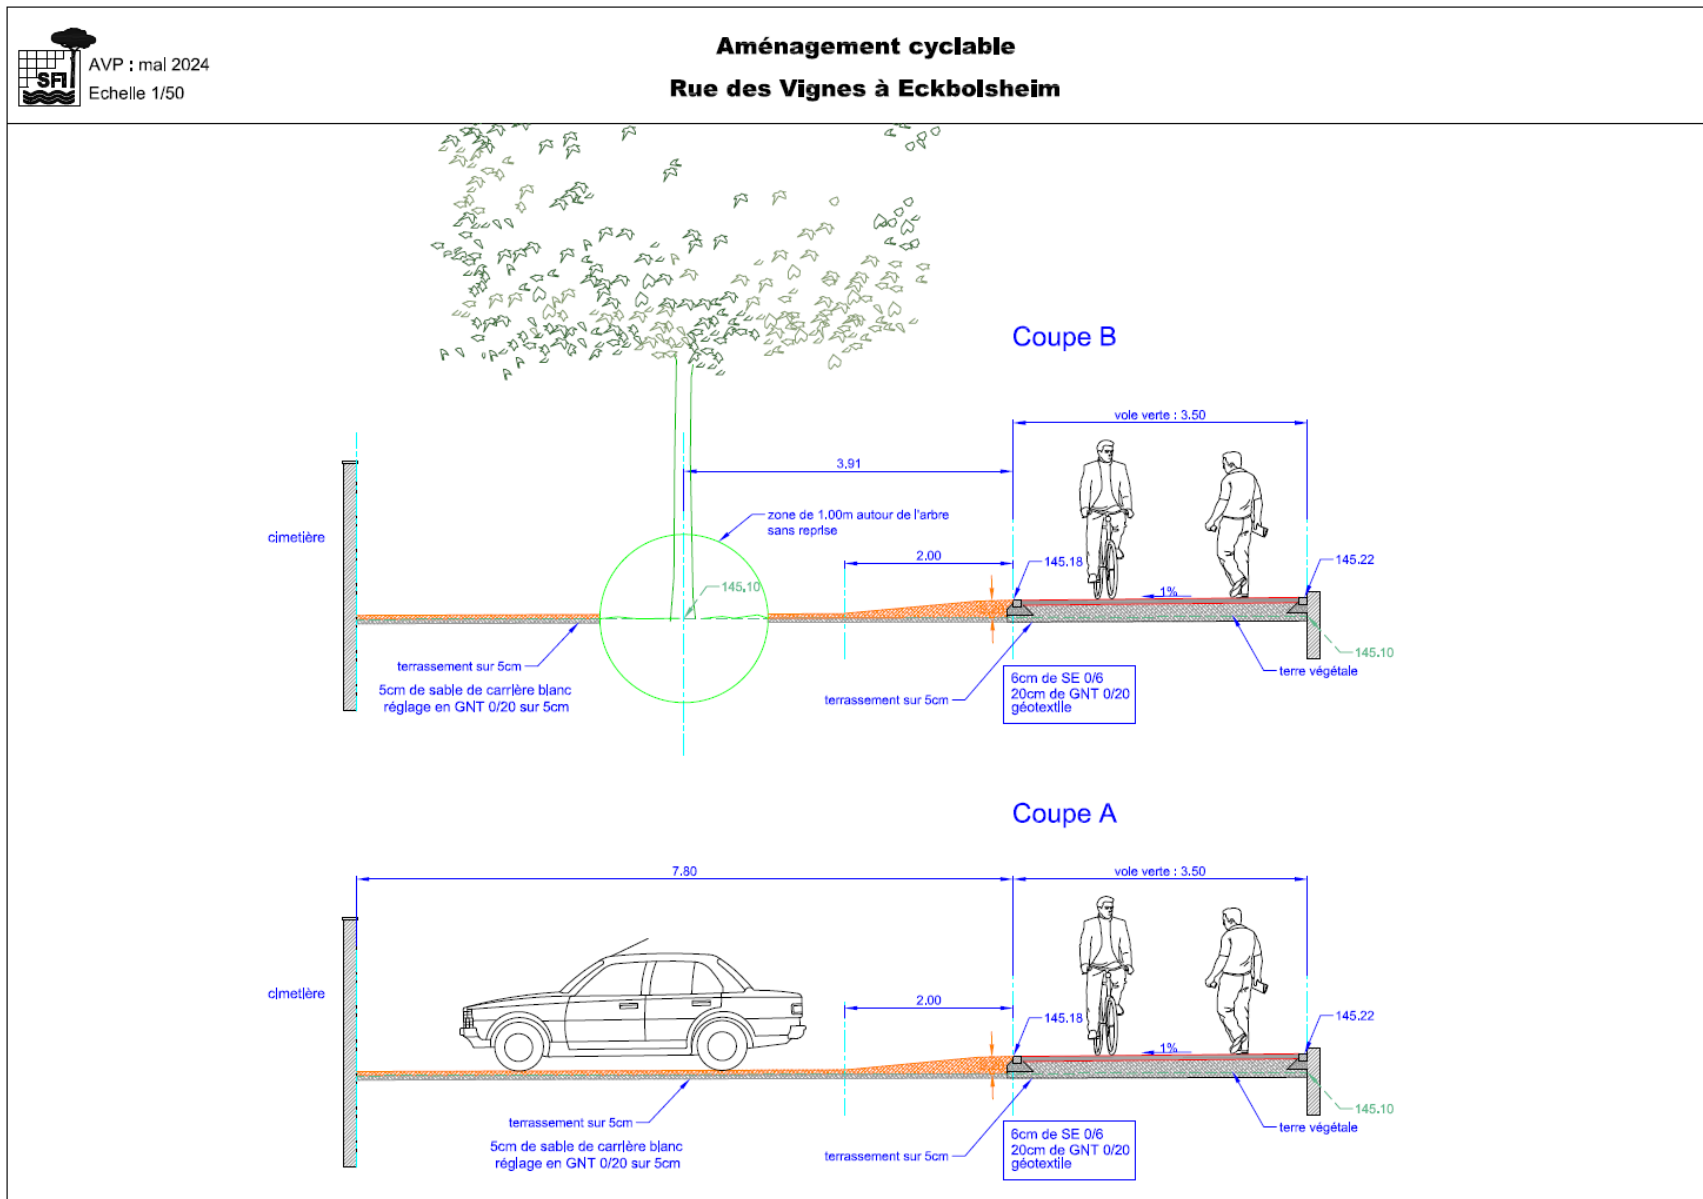 SFI
AVP : mai 2024
Echelle 1/50
Aménagement cyclable
Rue des Vignes à Eckbolsheim
Coupe B
voie verte : 3.50
3.91
zone de 1.00m autour de l'arbre
sans reprise
cimetière
2.00
145.18
145.22
145.10
1%
145.10
terrassement sur 5cm
5cm de sable de carrière blanc
réglage en GNT 0/20 sur 5cm
terrassement sur 5cm
6cm de SE 0/6
20cm de GNT 0/20
géotextile
terre végétale
Coupe A
7.80
voie verte : 3.50
cimetière
2.00
145.18
145.22
1%
145.10
terrassement sur 5cm
5cm de sable de carrière blanc
réglage en GNT 0/20 sur 5cm
terrassement sur 5cm
6cm de SE 0/6
20cm de GNT 0/20
géotextile
terre végétale